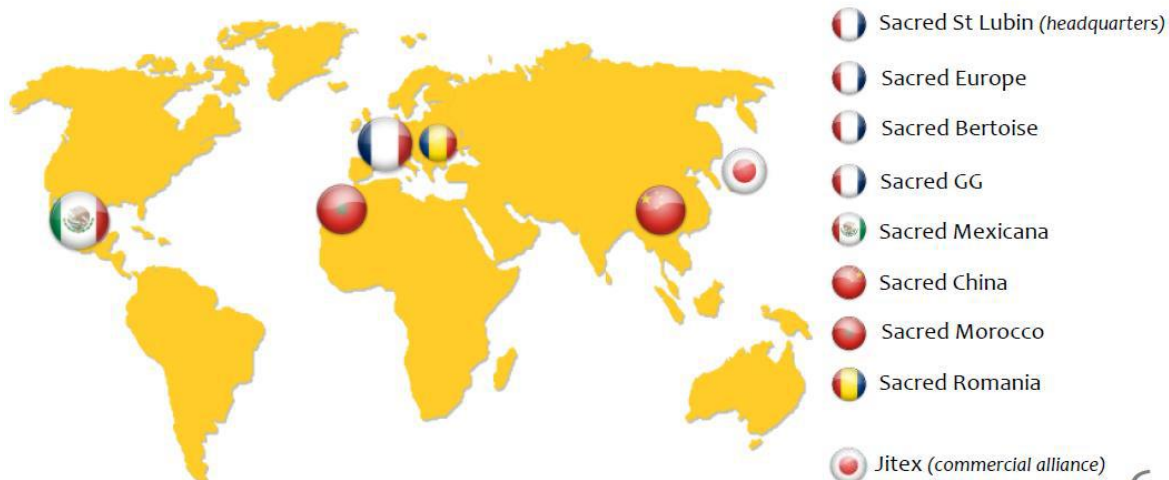 Sacred St Lubin (headquarters)
Sacred Europe
Sacred Bertoise
Sacred GG
Sacred Mexicana
Sacred China
Sacred Morocco
Sacred Romania
Jitex (commercial alliance)